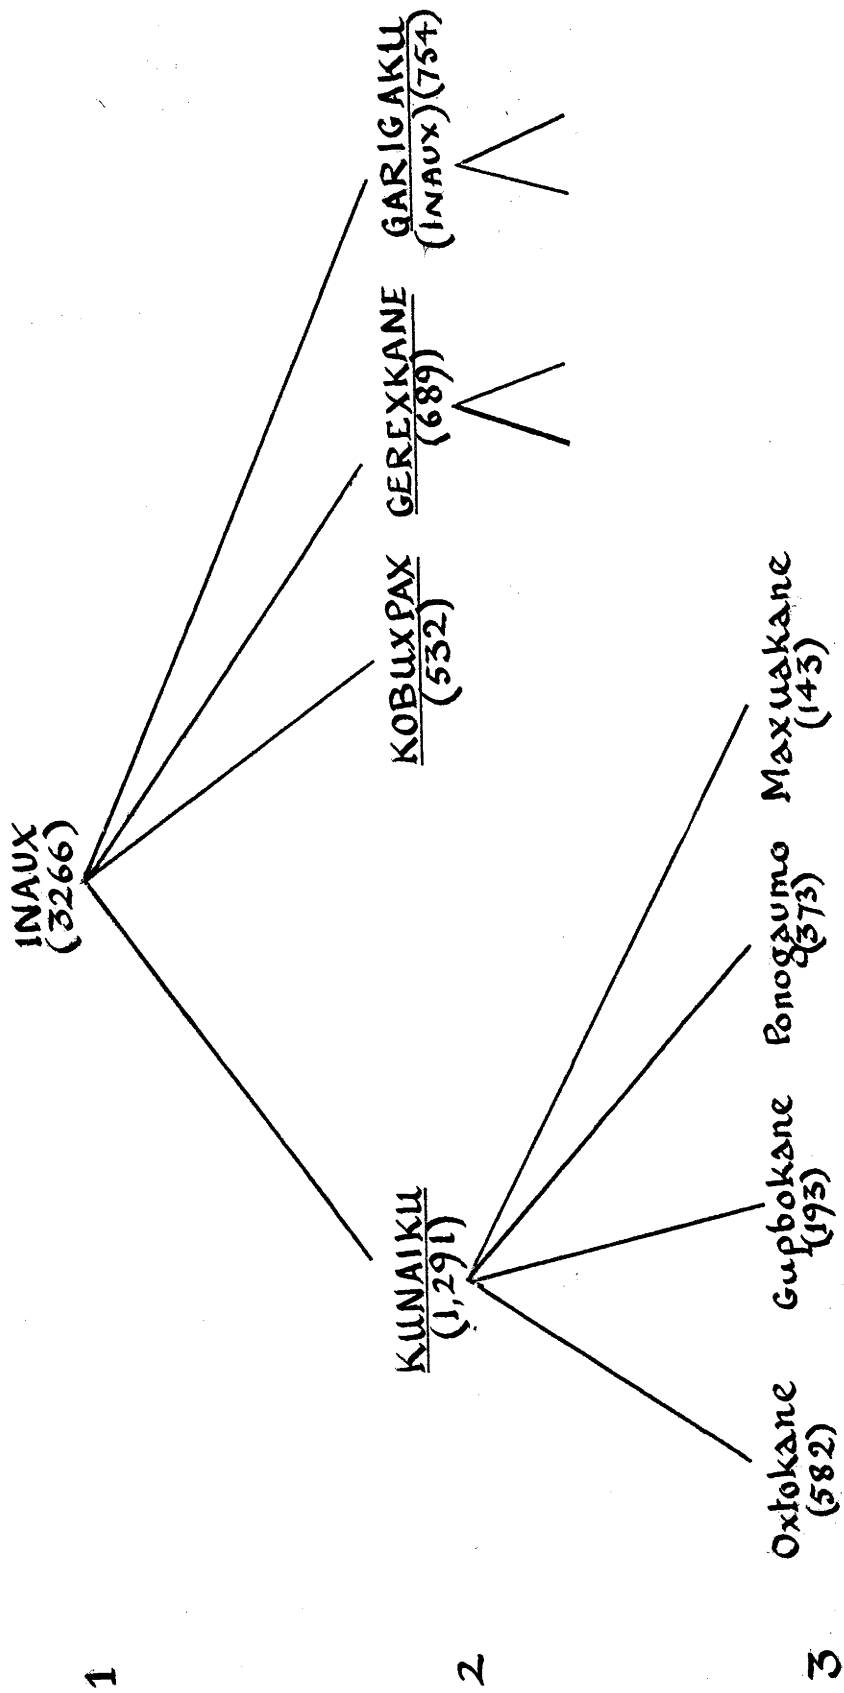 1
INAUX
(3266)
2
KUNAIKU
(1,291)
KOBUXPAX
(532)
GEREXKANE
(689)
GARIGAKU
(INAUX)(754)
3
Oxtokane
(582)
Gupbokane
(193)
Ponogaumo
(373)
Maxuakane
(143)